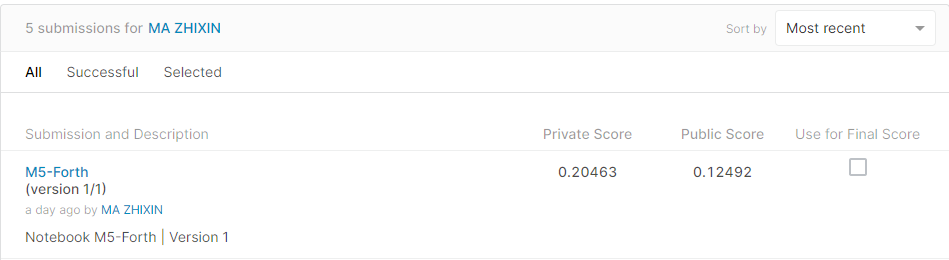 5 submissions for MA ZHIXIN
Sort by Most recent
All Successful Selected
Submission and Description Private Score Public Score Use for Final Score
M5-Forth 0.20463 0.12492
(version 1/1)
a day ago by MA ZHIXIN
Notebook M5-Forth | Version 1